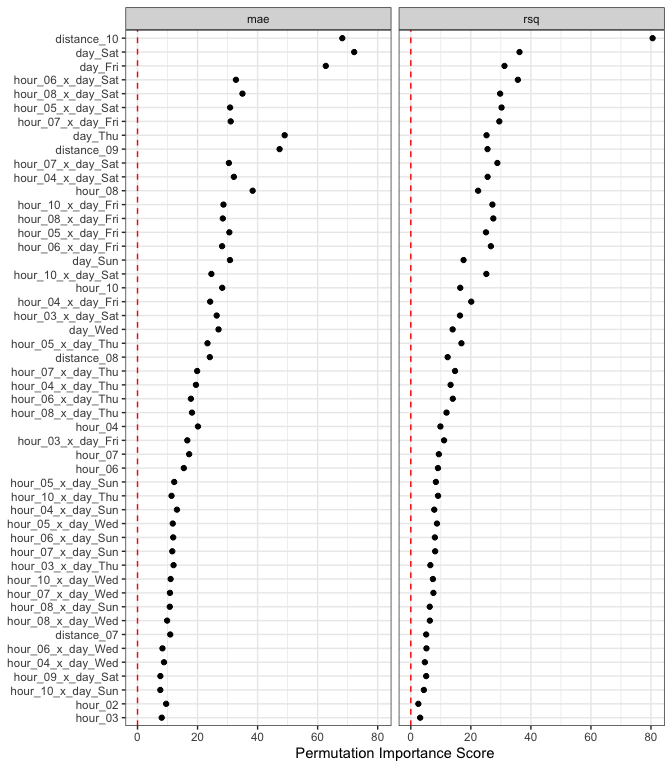 mae
rsq
distance_10
day_Sat
day_Fri
hour_06_x_day_Sat
hour_08_x_day_Sat
hour_05_x_day_Sat
hour_07_x_day_Fri
day_Thu
distance_09
hour_07_x_day_Sat
hour_04_x_day_Sat
hour_08
hour_10_x_day_Fri
hour_08_x_day_Fri
hour_05_x_day_Fri
hour_06_x_day_Fri
day_Sun
hour_10_x_day_Sat
hour_10
hour_04_x_day_Fri
hour_03_x_day_Sat
day_Wed
hour_05_x_day_Thu
distance_08
hour_07_x_day_Thu
hour_04_x_day_Thu
hour_06_x_day_Thu
hour_08_x_day_Thu
hour_04
hour_03_x_day_Fri
hour_07
hour_06
hour_05_x_day_Sun
hour_10_x_day_Thu
hour_04_x_day_Sun
hour_05_x_day_Wed
hour_06_x_day_Sun
hour_07_x_day_Sun
hour_03_x_day_Thu
hour_10_x_day_Wed
hour_07_x_day_Wed
hour_08_x_day_Sun
hour_08_x_day_Wed
distance_07
hour_06_x_day_Wed
hour_04_x_day_Wed
hour_09_x_day_Sat
hour_10_x_day_Sun
hour_02
hour_03
0 20 40 60 80
0 20 40 60 80
Permutation Importance Score